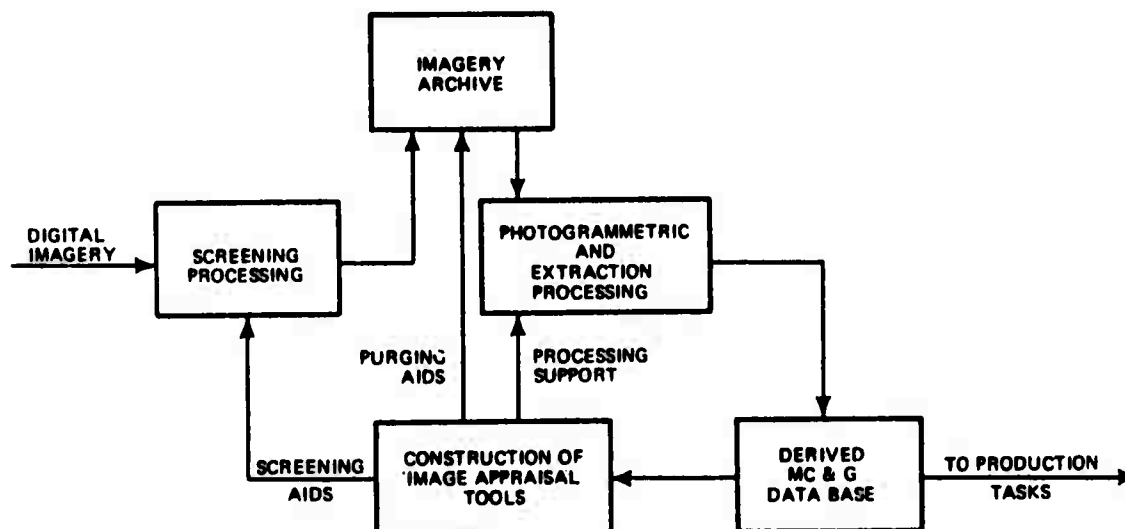 IMAGERY
ARCHIVE
DIGITAL
IMAGERY
SCREENING
PROCESSING
PHOTOGRAMMETRIC
AND
EXTRACTION
PROCESSING
PURGING
AIDS
PROCESSING
SUPPORT
SCREENING
AIDS
CONSTRUCTION OF
IMAGE APPRAISAL
TOOLS
DERIVED
MC & G
DATA BASE
TO PRODUCTION
TASKS